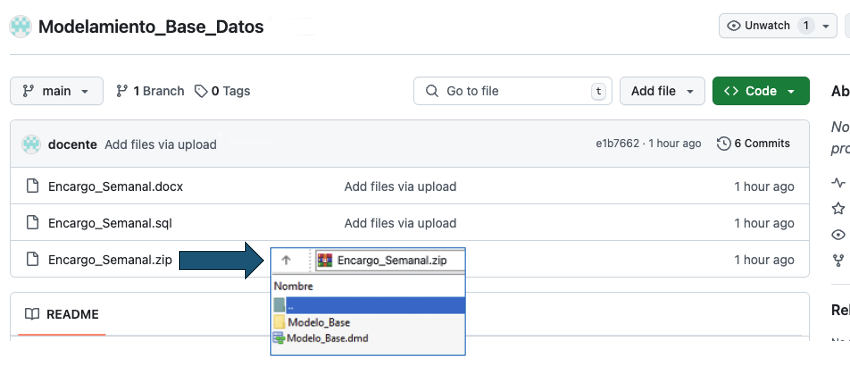 Modelamiento_Base_Datos
Unwatch 1
main 1 Branch 0 Tags Go to file t Add file Code
docente Add files via upload e1b7662 · 1 hour ago 6 Commits
Encargo_Semanal.docx Add files via upload 1 hour ago
Encargo_Semanal.sql Add files via upload 1 hour ago
Encargo_Semanal.zip 1 hour ago
Encargo_Semanal.zip
Nombre
..
Modelo_Base
Modelo_Base.dmd
README
Ab
No
pro
Rel